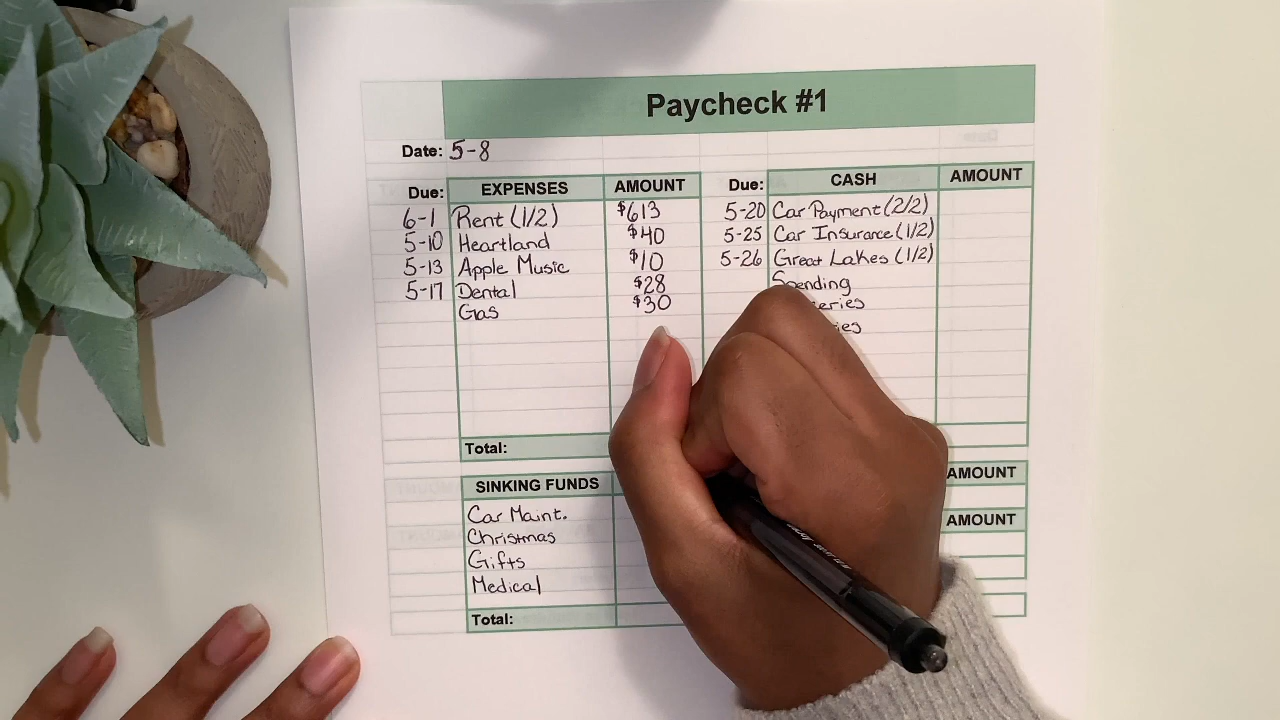 Paycheck #1
Date: 5-8
Due: EXPENSES AMOUNT Due: CASH AMOUNT
6-1 Rent (1/2) $613 5-20 Car Payment (2/2)
5-10 Heartland $40 5-25 Car Insurance (1/2)
5-13 Apple Music $10 5-26 Great Lakes (1/2)
5-17 Dental $28 Spending
Gas $30
Total:
SINKING FUNDS AMOUNT
Car Maint.
Christmas AMOUNT
Gifts
Medical
Total: